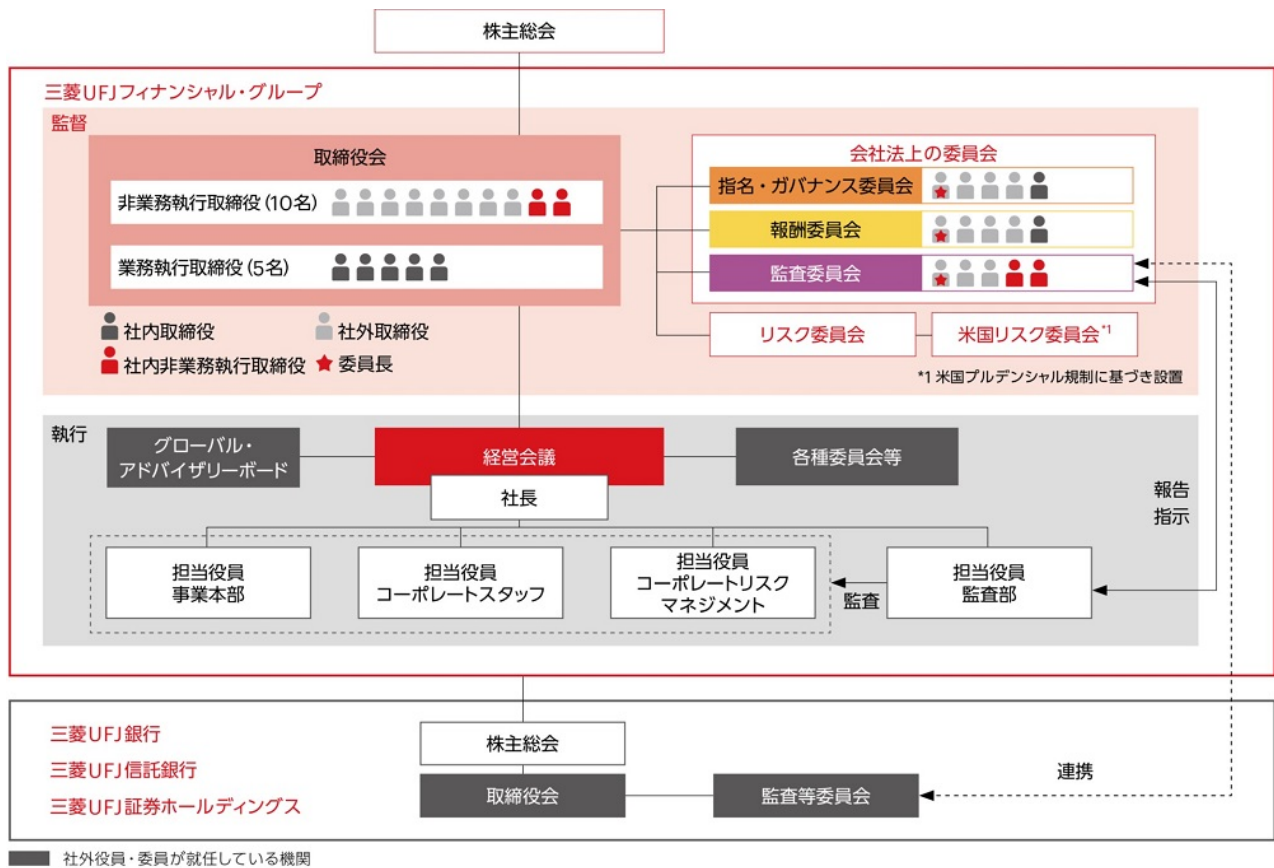 株主総会
三菱UFJフィナンシャル・グループ
監督
取締役会
非業務執行取締役(10名)
業務執行取締役(5名)
社内取締役
社外取締役
社内非業務執行取締役
委員長
会社法上の委員会
指名・ガバナンス委員会
報酬委員会
監査委員会
リスク委員会
米国リスク委員会*1
*1 米国プルデンシャル規制に基づき設置
執行
グローバル・
アドバイザリーボード
経営会議
各種委員会等
社長
報告
指示
担当役員
事業本部
担当役員
コーポレートスタッフ
担当役員
コーポレートリスク
マネジメント
監査
担当役員
監査部
三菱UFJ銀行
三菱UFJ信託銀行
三菱UFJ証券ホールディングス
株主総会
取締役会
監査等委員会
連携
社外役員・委員が就任している機関